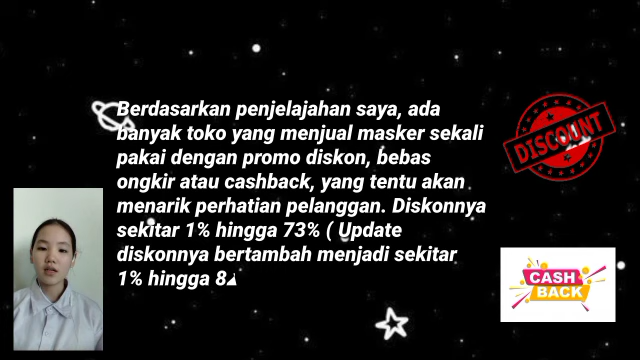 Berdasarkan penjelajahan saya, ada
banyak toko yang menjual masker sekali
pakai dengan promo diskon, bebas
ongkir atau cashback, yang tentu akan
menarik perhatian pelanggan. Diskonnya
sekitar 1% hingga 73% ( Update
diskonnya bertambah menjadi sekitar
1% hingga 8
DISCOUNT
CASH
BACK